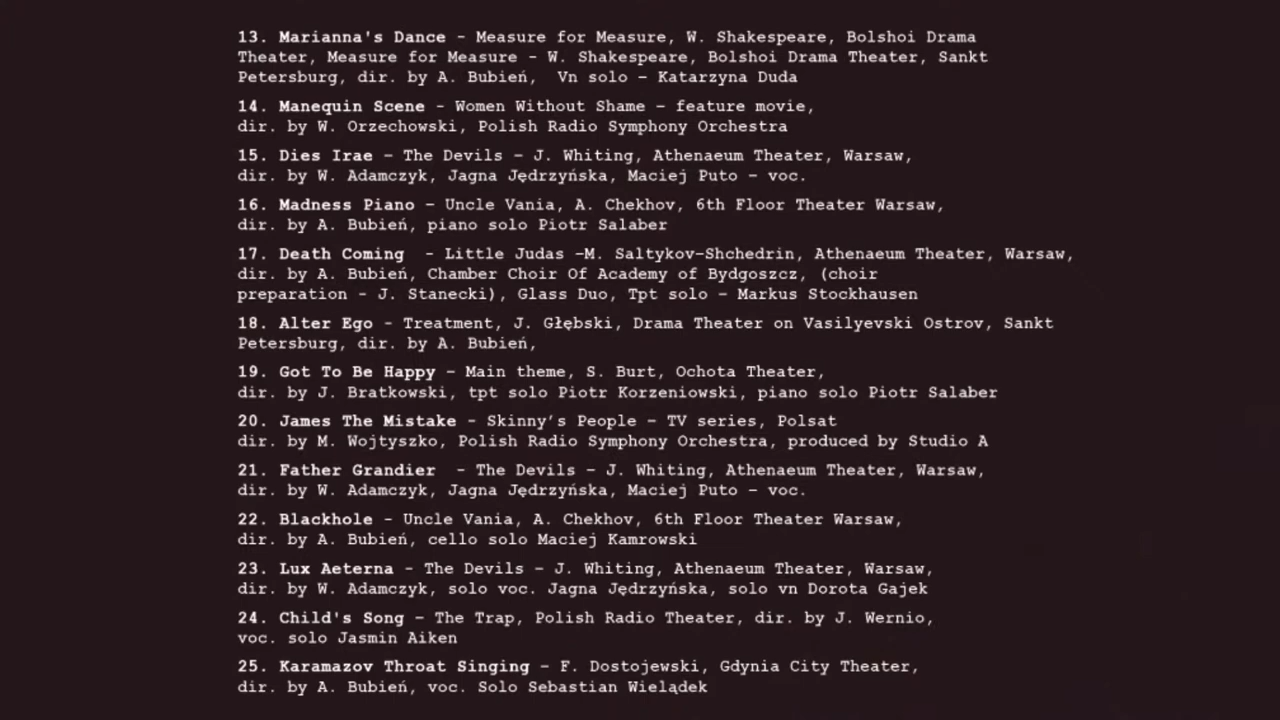 13. Marianna's Dance - Measure for Measure, W. Shakespeare, Bolshoi Drama
Theater, Measure for Measure - W. Shakespeare, Bolshoi Drama Theater, Sankt
Petersburg, dir. by A. Bubień,  Vn solo - Katarzyna Duda
14. Manequin Scene - Women Without Shame - feature movie,
dir. by W. Orzechowski, Polish Radio Symphony Orchestra
15. Dies Irae - The Devils - J. Whiting, Athenaeum Theater, Warsaw,
dir. by W. Adamczyk, Jagna Jędrzyńska, Maciej Puto - voc.
16. Madness Piano - Uncle Vania, A. Chekhov, 6th Floor Theater Warsaw,
dir. by A. Bubień, piano solo Piotr Salaber
17. Death Coming  - Little Judas -M. Saltykov-Shchedrin, Athenaeum Theater, Warsaw,
dir. by A. Bubień, Chamber Choir Of Academy of Bydgoszcz, (choir
preparation - J. Stanecki), Glass Duo, Tpt solo - Markus Stockhausen
18. Alter Ego - Treatment, J. Głębski, Drama Theater on Vasilyevski Ostrov, Sankt
Petersburg, dir. by A. Bubień,
19. Got To Be Happy - Main theme, S. Burt, Ochota Theater,
dir. by J. Bratkowski, tpt solo Piotr Korzeniowski, piano solo Piotr Salaber
20. James The Mistake - Skinny’s People - TV series, Polsat
dir. by M. Wojtyszko, Polish Radio Symphony Orchestra, produced by Studio A
21. Father Grandier  - The Devils - J. Whiting, Athenaeum Theater, Warsaw,
dir. by W. Adamczyk, Jagna Jędrzyńska, Maciej Puto - voc.
22. Blackhole - Uncle Vania, A. Chekhov, 6th Floor Theater Warsaw,
dir. by A. Bubień, cello solo Maciej Kamrowski
23. Lux Aeterna - The Devils - J. Whiting, Athenaeum Theater, Warsaw,
dir. by W. Adamczyk, solo voc. Jagna Jędrzyńska, solo vn Dorota Gajek
24. Child's Song - The Trap, Polish Radio Theater, dir. by J. Wernio,
voc. solo Jasmin Aiken
25. Karamazov Throat Singing - F. Dostojewski, Gdynia City Theater,
dir. by A. Bubień, voc. Solo Sebastian Wielądek